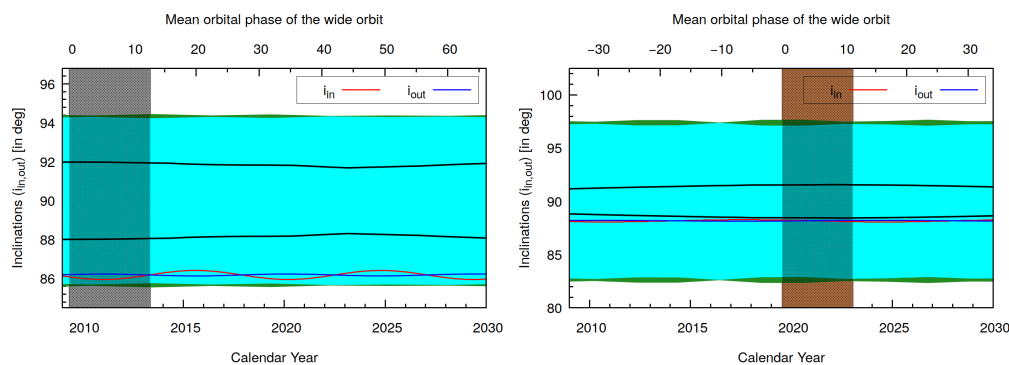 Mean orbital phase of the wide orbit
0 10 20 30 40 50 60
96
94
92
90
88
86
Inclinations (i_in,out) [in deg]
i_in i_out
2010 2015 2020 2025 2030
Calendar Year
Mean orbital phase of the wide orbit
−30 −20 −10 0 10 20 30
100
95
90
85
80
Inclinations (i_in,out) [in deg]
i_in i_out
2010 2015 2020 2025 2030
Calendar Year